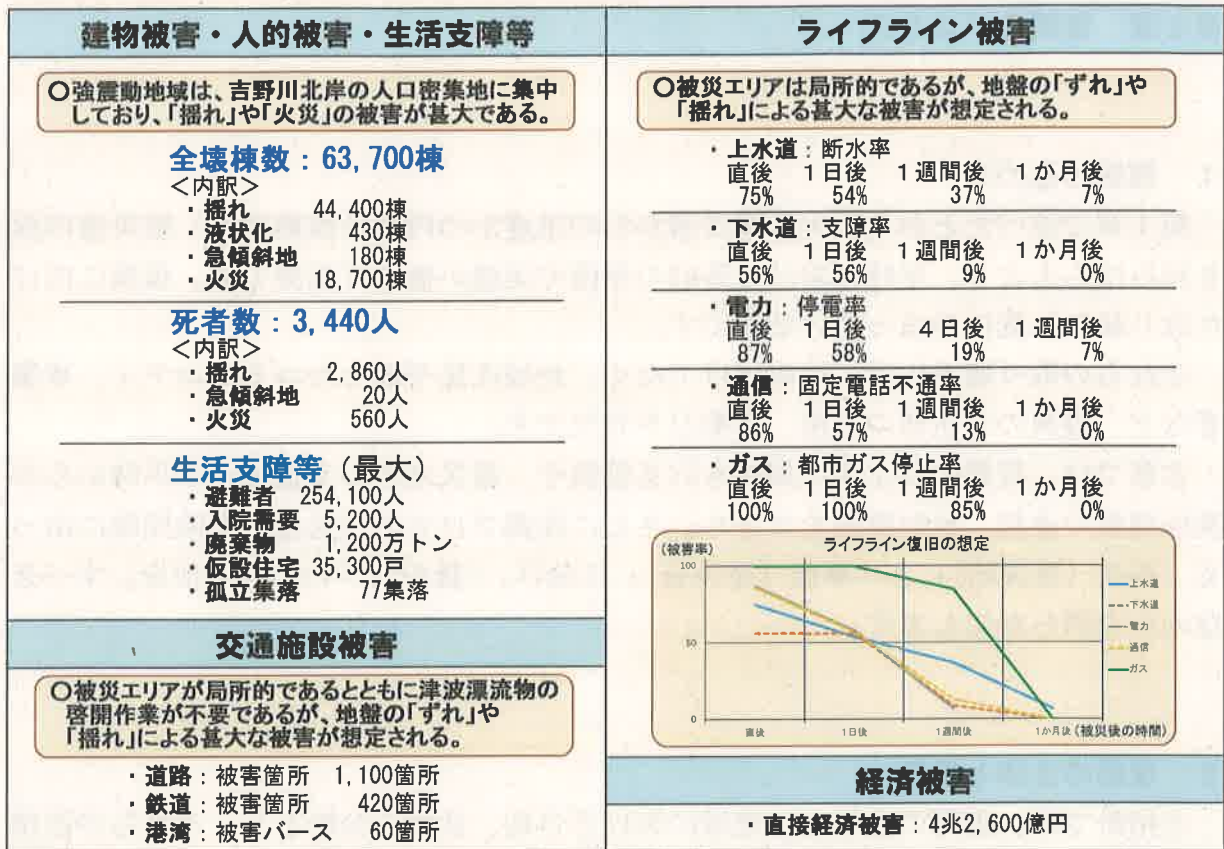 建物被害・人的被害・生活支障等
○強震動地域は、吉野川北岸の人口密集地に集中
しており、「揺れ」や「火災」の被害が甚大である。
全壊棟数：63,700棟
＜内訳＞
・揺れ 44,400棟
・液状化 430棟
・急傾斜地 180棟
・火災 18,700棟
死者数：3,440人
＜内訳＞
・揺れ 2,860人
・急傾斜地 20人
・火災 560人
生活支障等（最大）
・避難者 254,100人
・入院需要 5,200人
・廃棄物 1,200万トン
・仮設住宅 35,300戸
・孤立集落 77集落
交通施設被害
○被災エリアが局所的であるとともに津波漂流物の
啓開作業が不要であるが、地盤の「ずれ」や
「揺れ」による甚大な被害が想定される。
・道路：被害箇所 1,100箇所
・鉄道：被害箇所 420箇所
・港湾：被害バース 60箇所
ライフライン被害
○被災エリアは局所的であるが、地盤の「ずれ」や
「揺れ」による甚大な被害が想定される。
・上水道：断水率
直後 1日後 1週間後 1か月後
75% 54% 37% 7%
・下水道：支障率
直後 1日後 1週間後 1か月後
56% 56% 9% 0%
・電力：停電率
直後 1日後 4日後 1週間後
87% 58% 19% 7%
・通信：固定電話不通率
直後 1日後 1週間後 1か月後
86% 57% 13% 0%
・ガス：都市ガス停止率
直後 1日後 1週間後 1か月後
100% 100% 85% 0%
(被害率) ライフライン復旧の想定
100
50
0
直後 1日後 1週間後 1か月後 (被災後の時間)
上水道
下水道
電力
通信
ガス
経済被害
・直接経済被害：4兆2,600億円